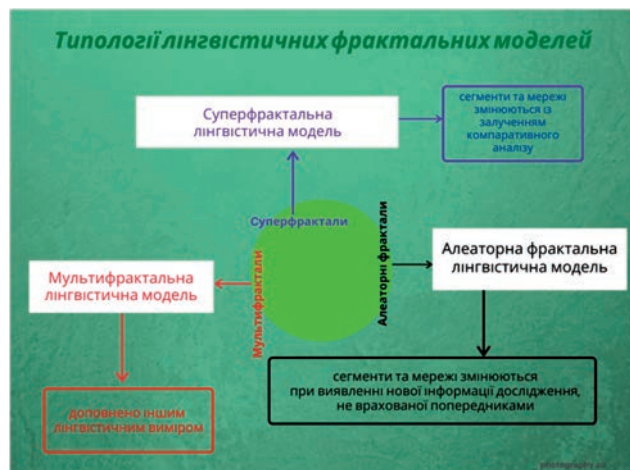 Типології лінгвістичних фрактальних моделей
Суперфрактальна
лінгвістична модель
сегменти та мережі
змінюються із
залученням
компаративного
аналізу
Суперфрактали
Алеаторні фрактали
Мультифрактали
Алеаторна фрактальна
лінгвістична модель
Мультифрактальна
лінгвістична модель
сегменти та мережі змінюються
при виявленні нової інформації дослідження,
не врахованої попередниками
доповнено іншим
лінгвістичним виміром